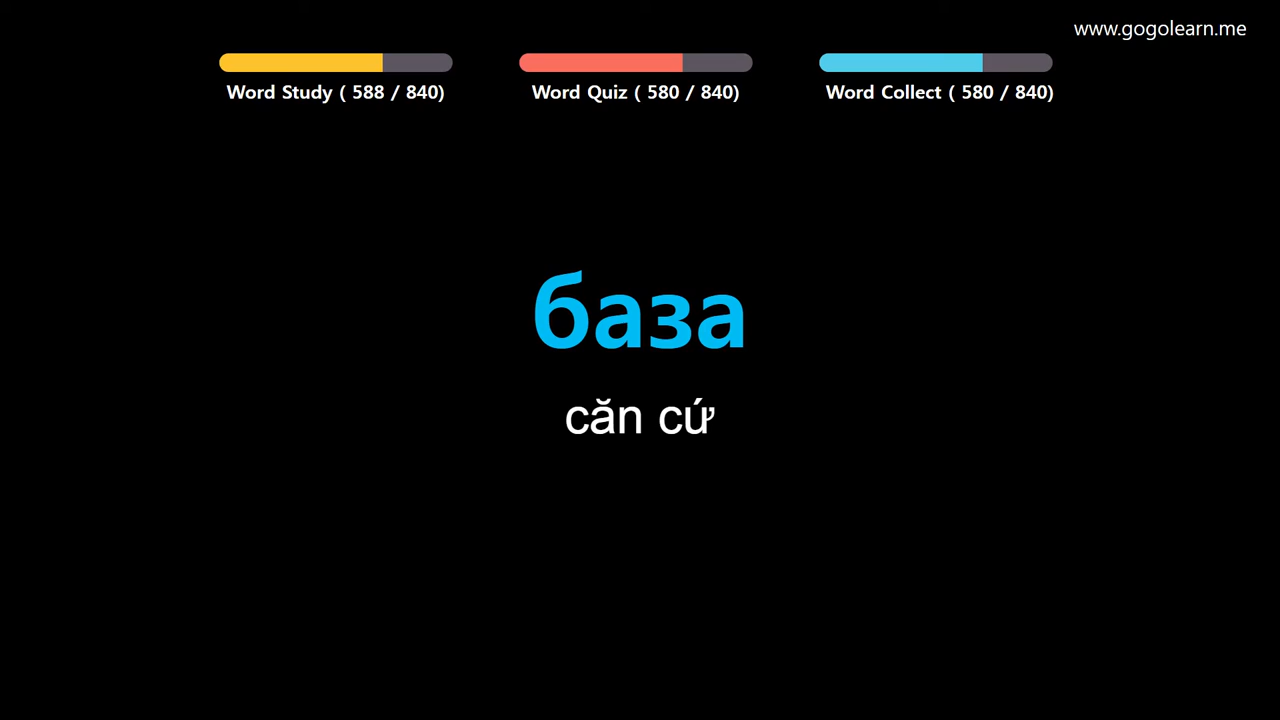 www.gogolearn.me
Word Study ( 588 / 840)
Word Quiz ( 580 / 840)
Word Collect ( 580 / 840)
база
căn cứ